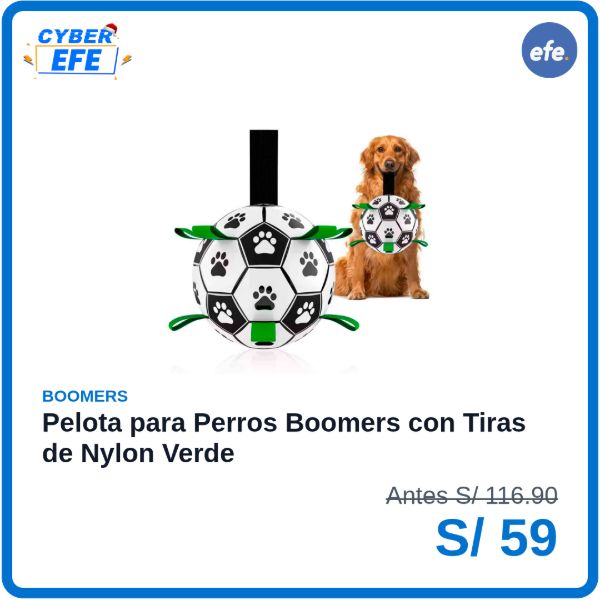 CYBER
EFE
efe.
BOOMERS
Pelota para Perros Boomers con Tiras
de Nylon Verde
Antes S/ 116.90
S/ 59